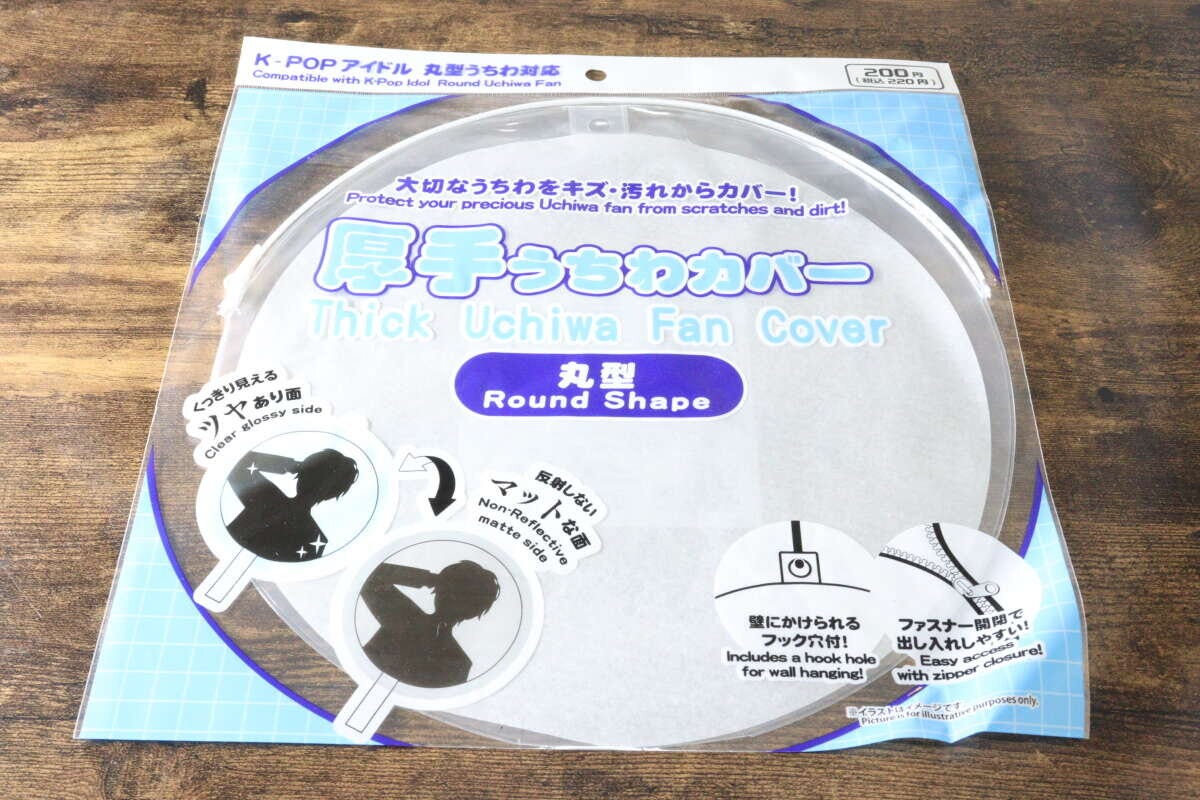 K-POPアイドル 丸型うちわ対応
Compatible with K-Pop Idol Round Uchiwa Fan
200円
(税込220円)
大切なうちわをキズ・汚れからカバー!
Protect your precious Uchiwa fan from scratches and dirt!
厚手うちわカバー
Thick Uchiwa Fan Cover
丸型
Round Shape
くっきり見える
ツヤあり面
Clear glossy side
反射しない
マットな面
Non-Reflective
matte side
壁にかけられる
フック穴付!
Includes a hook hole
for wall hanging!
ファスナー開閉で
出し入れしやすい!
Easy access
with zipper closure!
※イラストはイメージです
Picture is for illustrative purposes only.